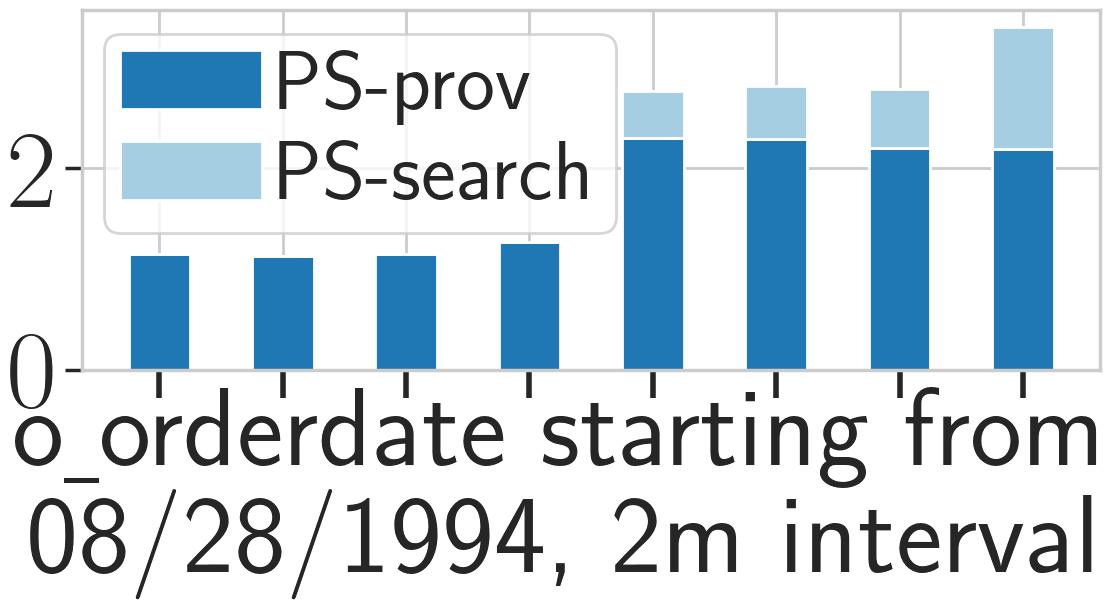 PS-prov
PS-search
2
0
o_orderdate starting from
08/28/1994, 2m interval